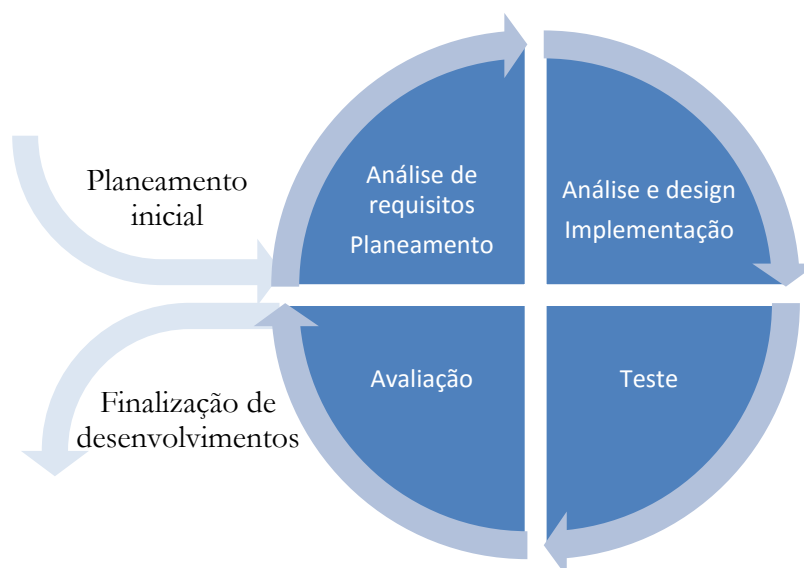 Planeamento
inicial
Análise de
requisitos
Planeamento
Análise e design
Implementação
Avaliação
Teste
Finalização de
desenvolvimentos